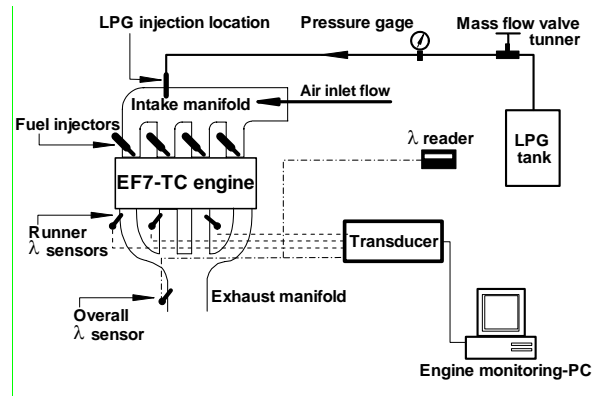 LPG injection location
Pressure gage
Mass flow valve
tunner
Intake manifold
Air inlet flow
Fuel injectors
λ reader
LPG
tank
EF7-TC engine
Runner
λ sensors
Transducer
Exhaust manifold
Overall
λ sensor
Engine monitoring-PC